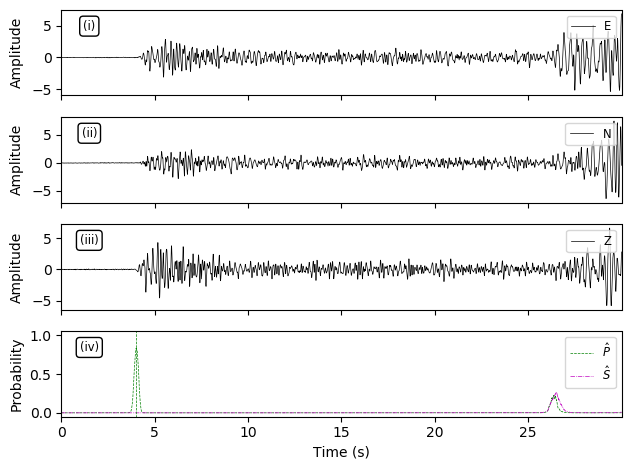 (i)
E
Amplitude
5
0
−5
(ii)
N
Amplitude
5
0
−5
(iii)
Z
Amplitude
5
0
−5
(iv)
P̂
Ŝ
Probability
1.0
0.5
0.0
0 5 10 15 20 25
Time (s)